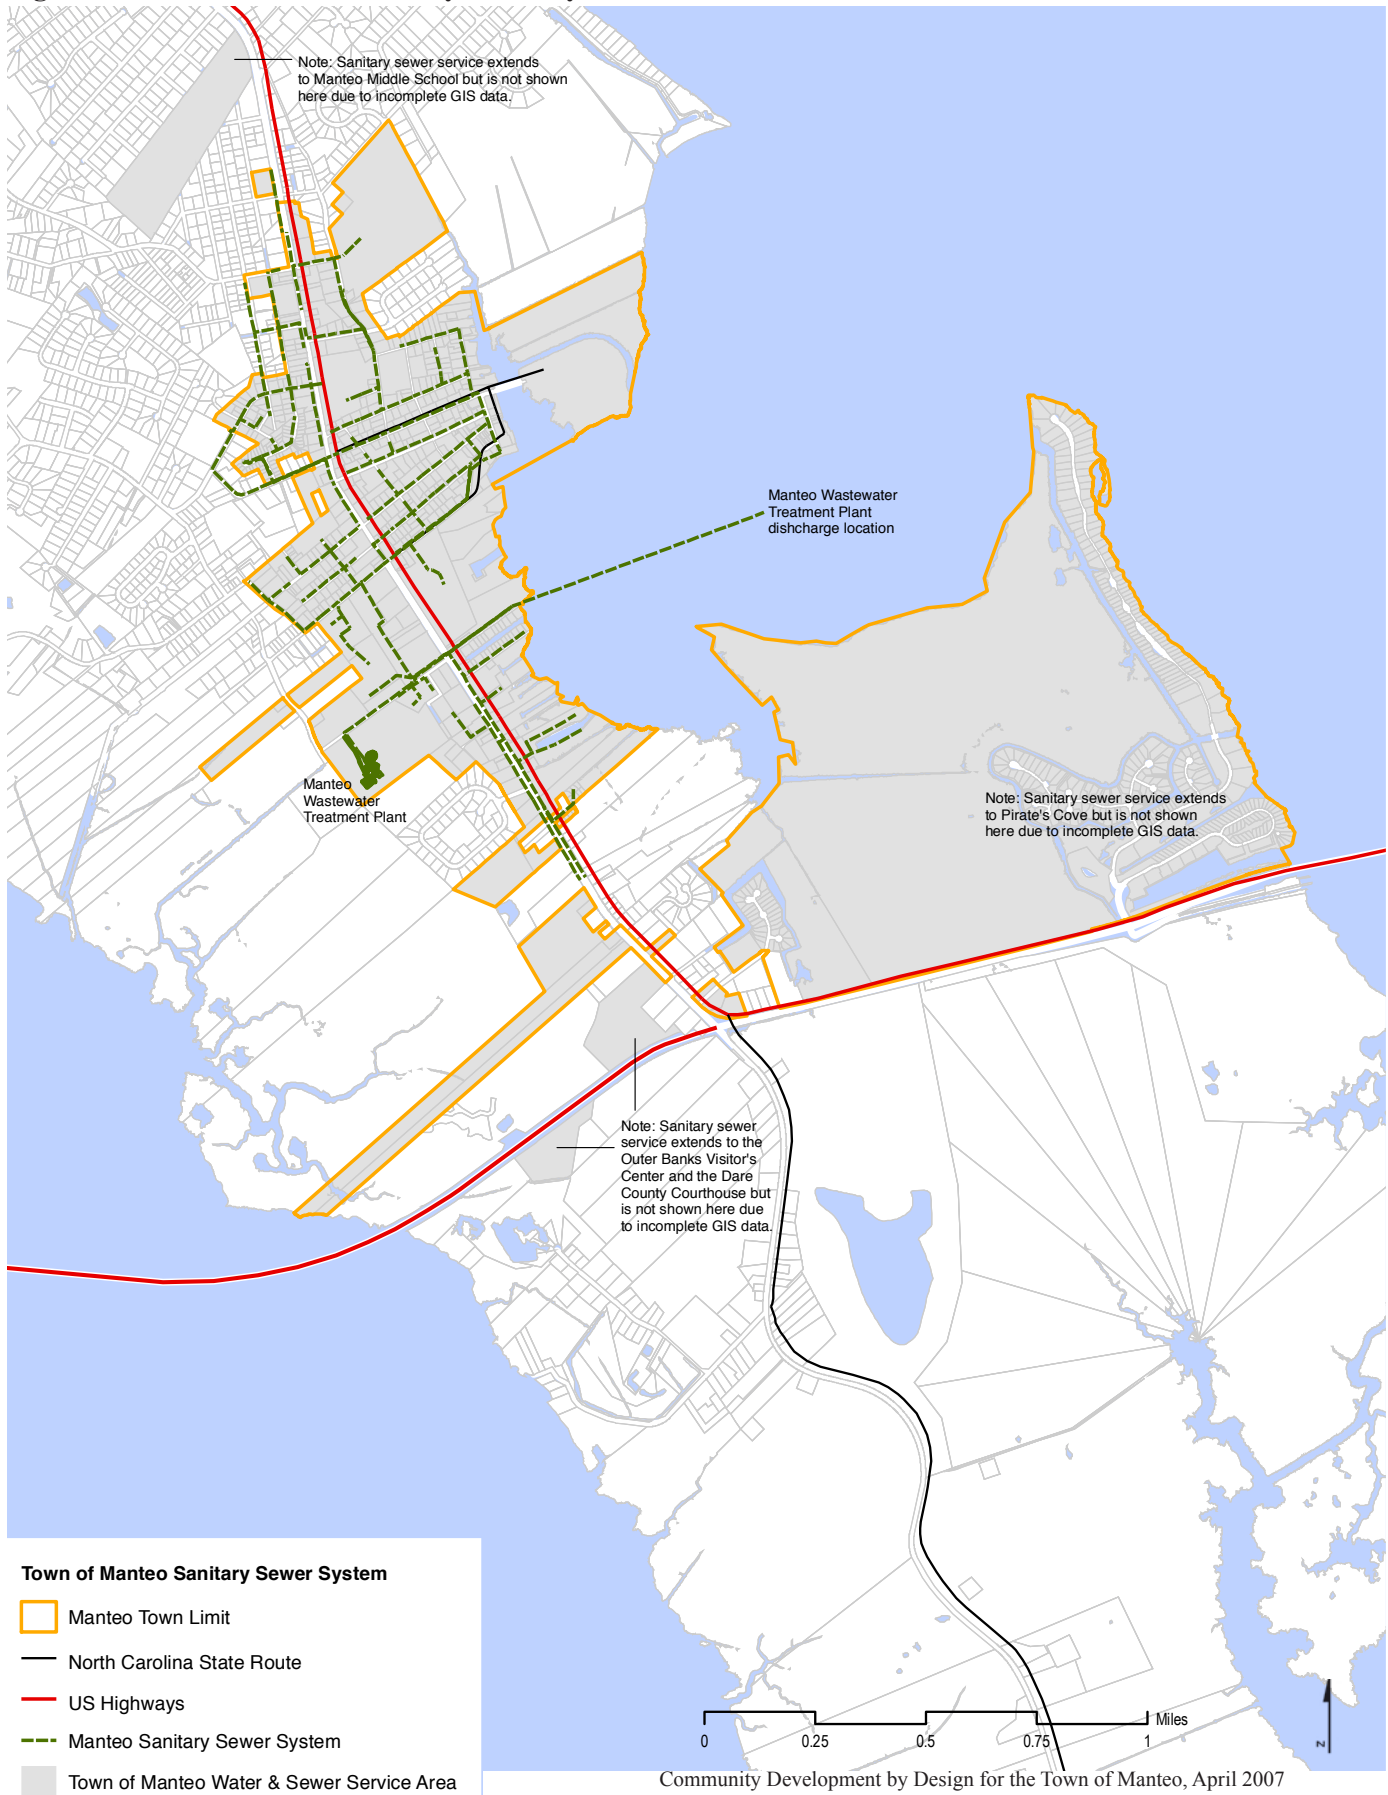 Note: Sanitary sewer service extends
to Manteo Middle School but is not shown
here due to incomplete GIS data.
Manteo Wastewater
Treatment Plant
dishcharge location
Manteo
Wastewater
Treatment Plant
Note: Sanitary sewer service extends
to Pirate's Cove but is not shown
here due to incomplete GIS data.
Note: Sanitary sewer
service extends to the
Outer Banks Visitor's
Center and the Dare
County Courthouse but
is not shown here due
to incomplete GIS data.
Town of Manteo Sanitary Sewer System
Manteo Town Limit
North Carolina State Route
US Highways
Manteo Sanitary Sewer System
Town of Manteo Water & Sewer Service Area
Miles
0 0.25 0.5 0.75 1
N
Community Development by Design for the Town of Manteo, April 2007